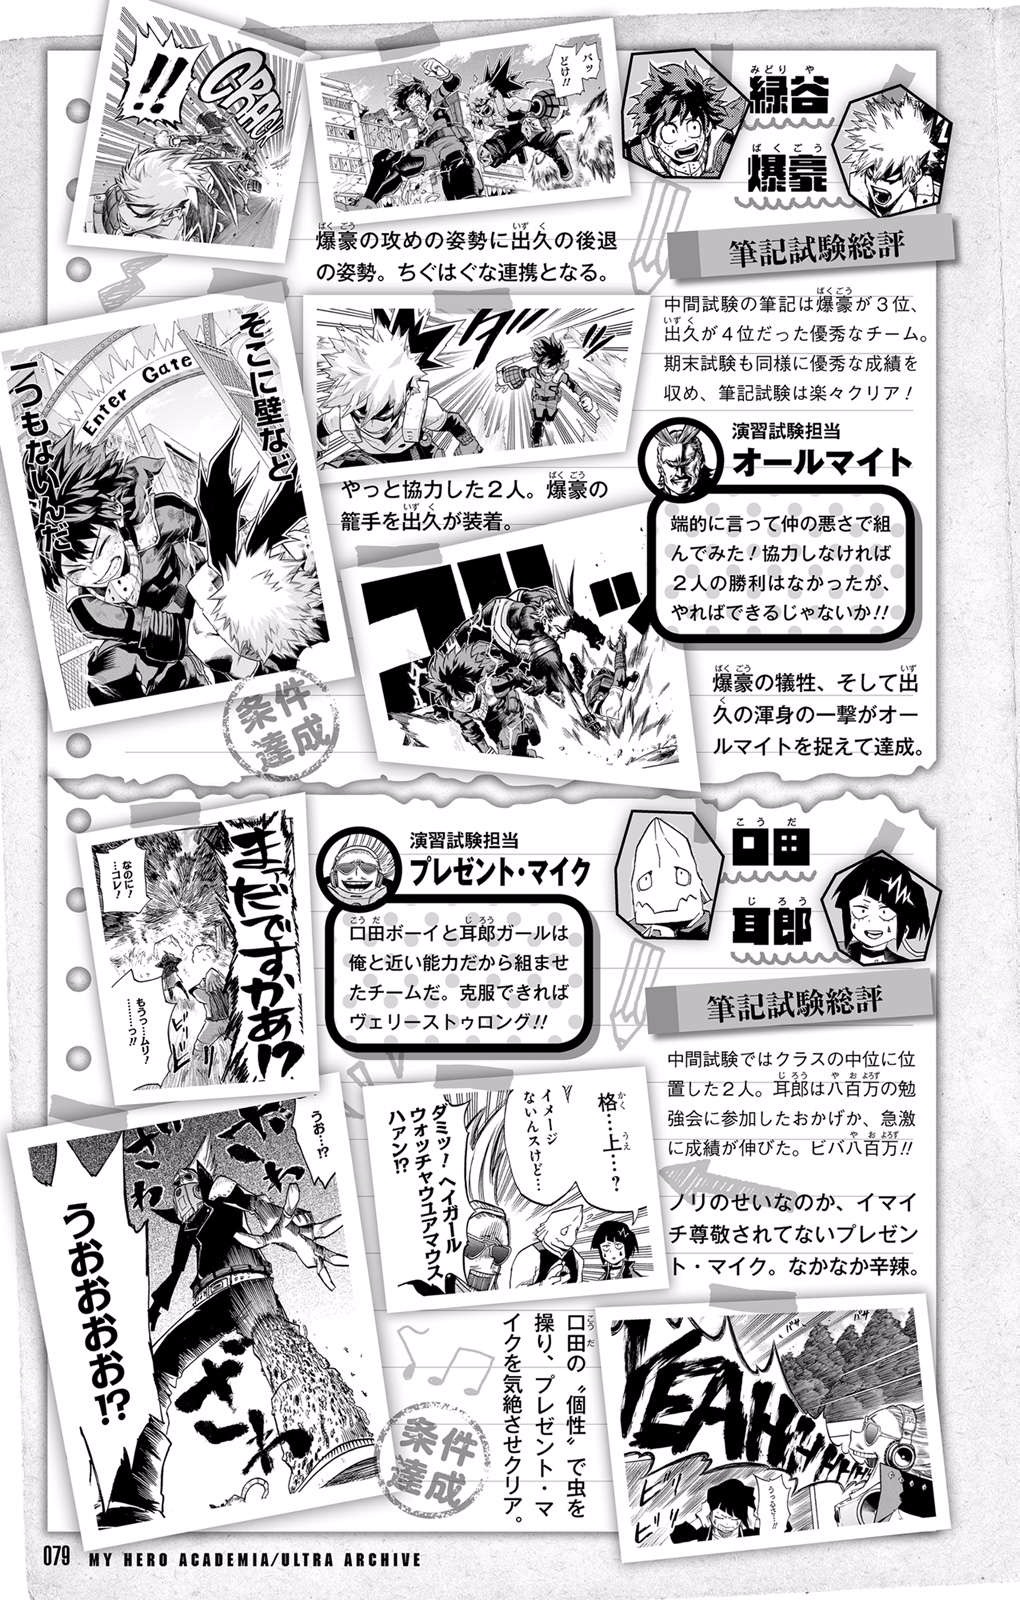 緑谷
爆豪
バッ
どけ!!
!!
爆豪の攻めの姿勢に出久の後退
の姿勢。ちぐはぐな連携となる。
筆記試験総評
中間試験の筆記は爆豪が3位、
出久が4位だった優秀なチーム。
期末試験も同様に優秀な成績を
収め、筆記試験は楽々クリア!
そこに壁など
一つもないんだ
Enter Gate
ダッ
やっと協力した2人。爆豪の
籠手を出久が装着。
演習試験担当
オールマイト
端的に言って仲の悪さで組
んでみた!協力しなければ
2人の勝利はなかったが、
やればできるじゃないか!!
爆豪の犠牲、そして出
久の渾身の一撃がオー
ルマイトを捉えて達成。
条件
達成
口田
耳郎
演習試験担当
プレゼント・マイク
口田ボーイと耳郎ガールは
俺と近い能力だから組ませ
たチームだ。克服できれば
ヴェリーストゥロング!!
なのに!
…コレ!
まだですかあ!?
もうっ…ムリ!
………っ!!
筆記試験総評
中間試験ではクラスの中位に位
置した2人。耳郎は八百万の勉
強会に参加したおかげか、急激
に成績が伸びた。ビバ八百万!!
格…上…?
イメージ
ないんスけど…
ダミッ!ヘイガール
ウォッチャウユアマウス
ハァン!?
ノリのせいなのか、イマイ
チ尊敬されてないプレゼン
ト・マイク。なかなか辛辣。
うお…!?
うおおおお!?
ざわ
ざわ
口田の〝個性〟で虫を
操り、プレゼント・マ
イクを気絶させクリア。
条件
達成
YEAHHH
うっるさ…!!
079 MY HERO ACADEMIA/ULTRA ARCHIVE